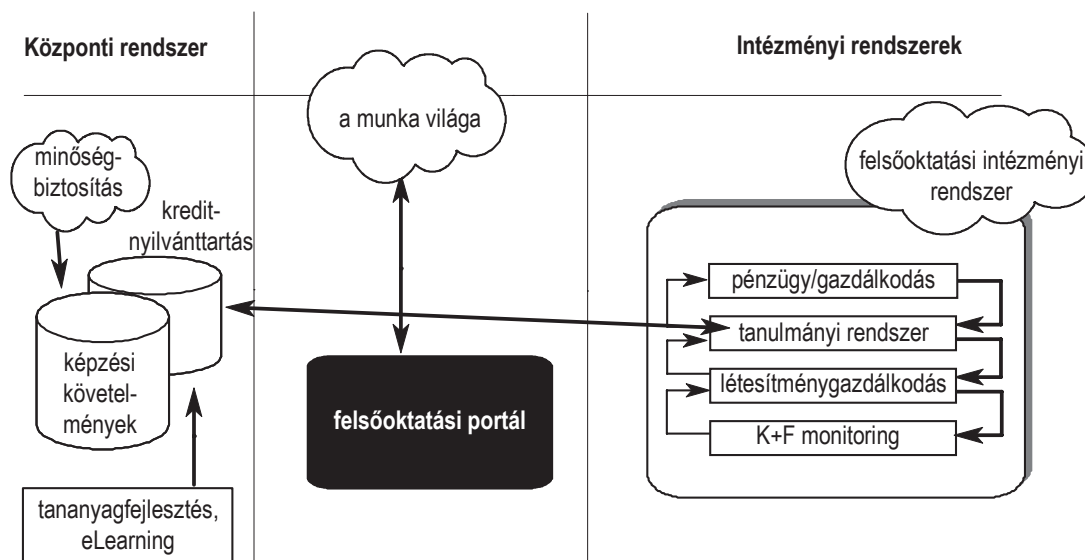 Központi rendszer
Intézményi rendszerek
a munka világa
minőség-
biztosítás
kredit-
nyilvánttartás
képzési
követel-
mények
tananyagfejlesztés,
eLearning
felsőoktatási portál
felsőoktatási intézményi
rendszer
pénzügy/gazdálkodás
tanulmányi rendszer
létesítménygazdálkodás
K+F monitoring